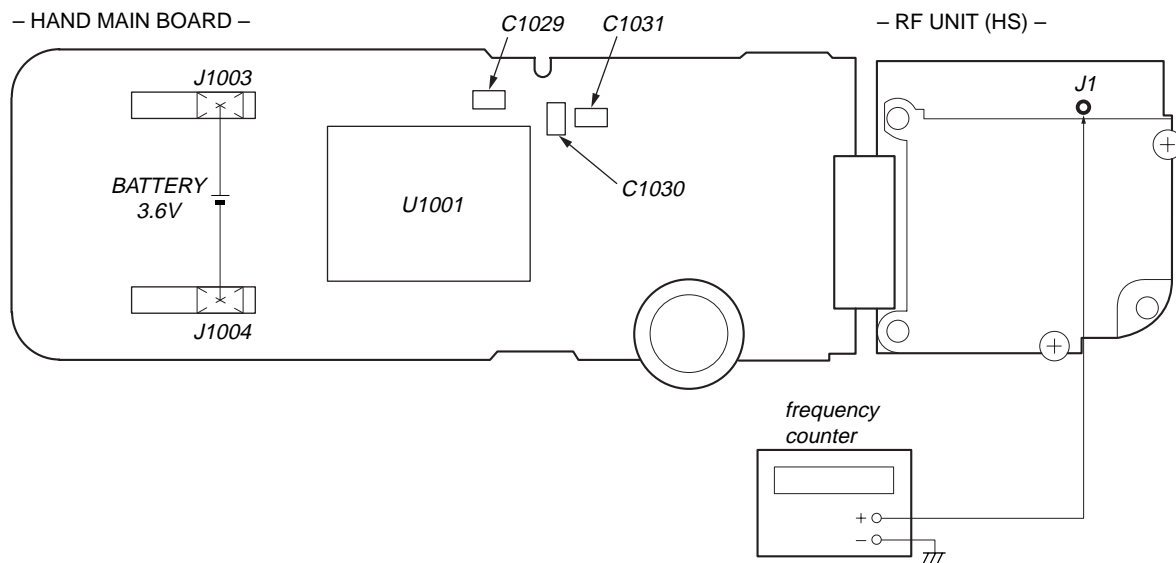 – HAND MAIN BOARD –
C1029
C1031
– RF UNIT (HS) –
J1003
J1
BATTERY
3.6V
U1001
C1030
J1004
frequency
counter
+
–